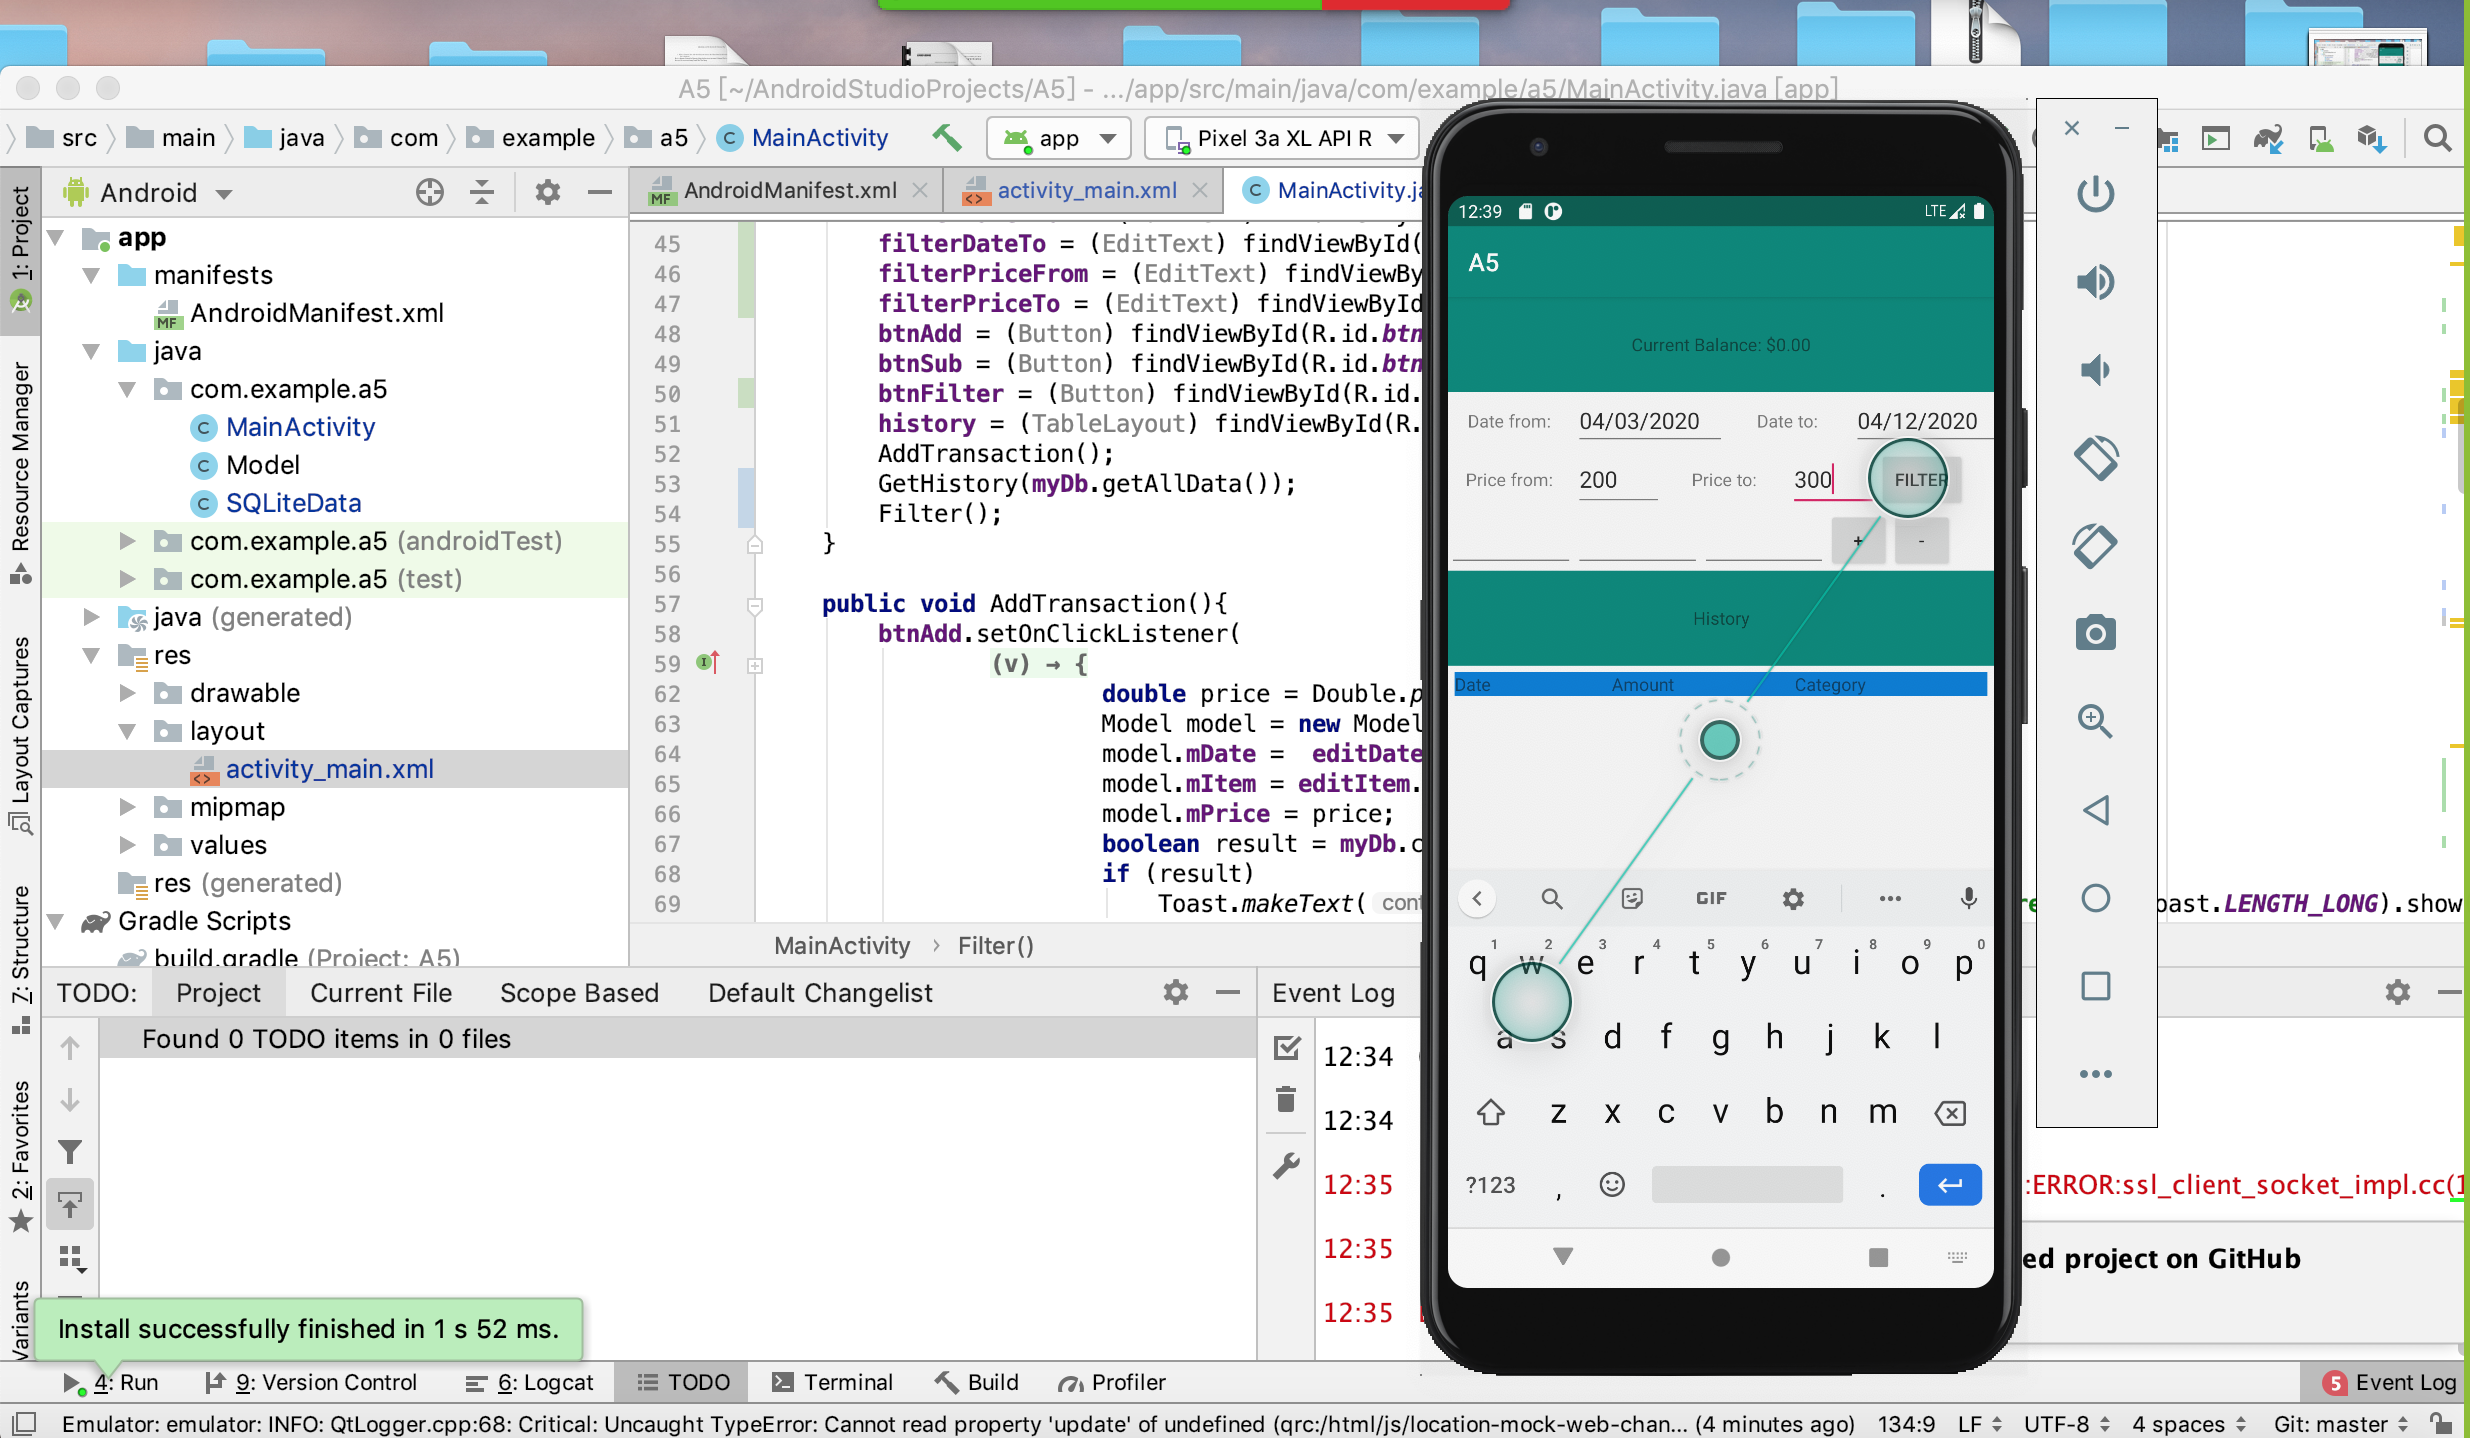 A5 [~/AndroidStudioProjects/A5] - .../app/src/main/java/com/example/a5/MainActivity.java [app]
src main java com example a5 MainActivity app Pixel 3a XL API R
1: Project
Resource Manager
Layout Captures
7: Structure
2: Favorites
Variants
Android
app
manifests
AndroidManifest.xml
java
com.example.a5
MainActivity
Model
SQLiteData
com.example.a5 (androidTest)
com.example.a5 (test)
java (generated)
res
drawable
layout
activity_main.xml
mipmap
values
res (generated)
Gradle Scripts
build.gradle (Project: A5)
AndroidManifest.xml activity_main.xml MainActivity.ja
45 filterDateTo = (EditText) findViewById(
46 filterPriceFrom = (EditText) findViewBy
47 filterPriceTo = (EditText) findViewById
48 btnAdd = (Button) findViewById(R.id.btn
49 btnSub = (Button) findViewById(R.id.btn
50 btnFilter = (Button) findViewById(R.id.
51 history = (TableLayout) findViewById(R.
52 AddTransaction();
53 GetHistory(myDb.getAllData());
54 Filter();
55 }
56
57 public void AddTransaction(){
58 btnAdd.setOnClickListener(
59 (v) → {
62 double price = Double.p
63 Model model = new Model
64 model.mDate = editDate
65 model.mItem = editItem.
66 model.mPrice = price;
67 boolean result = myDb.c
68 if (result)
69 Toast.makeText( cont
re oast.LENGTH_LONG).show
MainActivity › Filter()
12:39 LTE
A5
Current Balance: $0.00
Date from: 04/03/2020 Date to: 04/12/2020
Price from: 200 Price to: 300 FILTER
+ -
History
Date Amount Category
GIF
1 2 3 4 5 6 7 8 9 0
q w e r t y u i o p
a s d f g h j k l
z x c v b n m
?123 , .
TODO: Project Current File Scope Based Default Changelist
Found 0 TODO items in 0 files
Event Log
12:34
12:34
12:35 :ERROR:ssl_client_socket_impl.cc(1
12:35 ed project on GitHub
12:35
Install successfully finished in 1 s 52 ms.
4: Run 9: Version Control 6: Logcat TODO Terminal Build Profiler 5 Event Log
Emulator: emulator: INFO: QtLogger.cpp:68: Critical: Uncaught TypeError: Cannot read property 'update' of undefined (qrc:/html/js/location-mock-web-chan... (4 minutes ago) 134:9 LF UTF-8 4 spaces Git: master